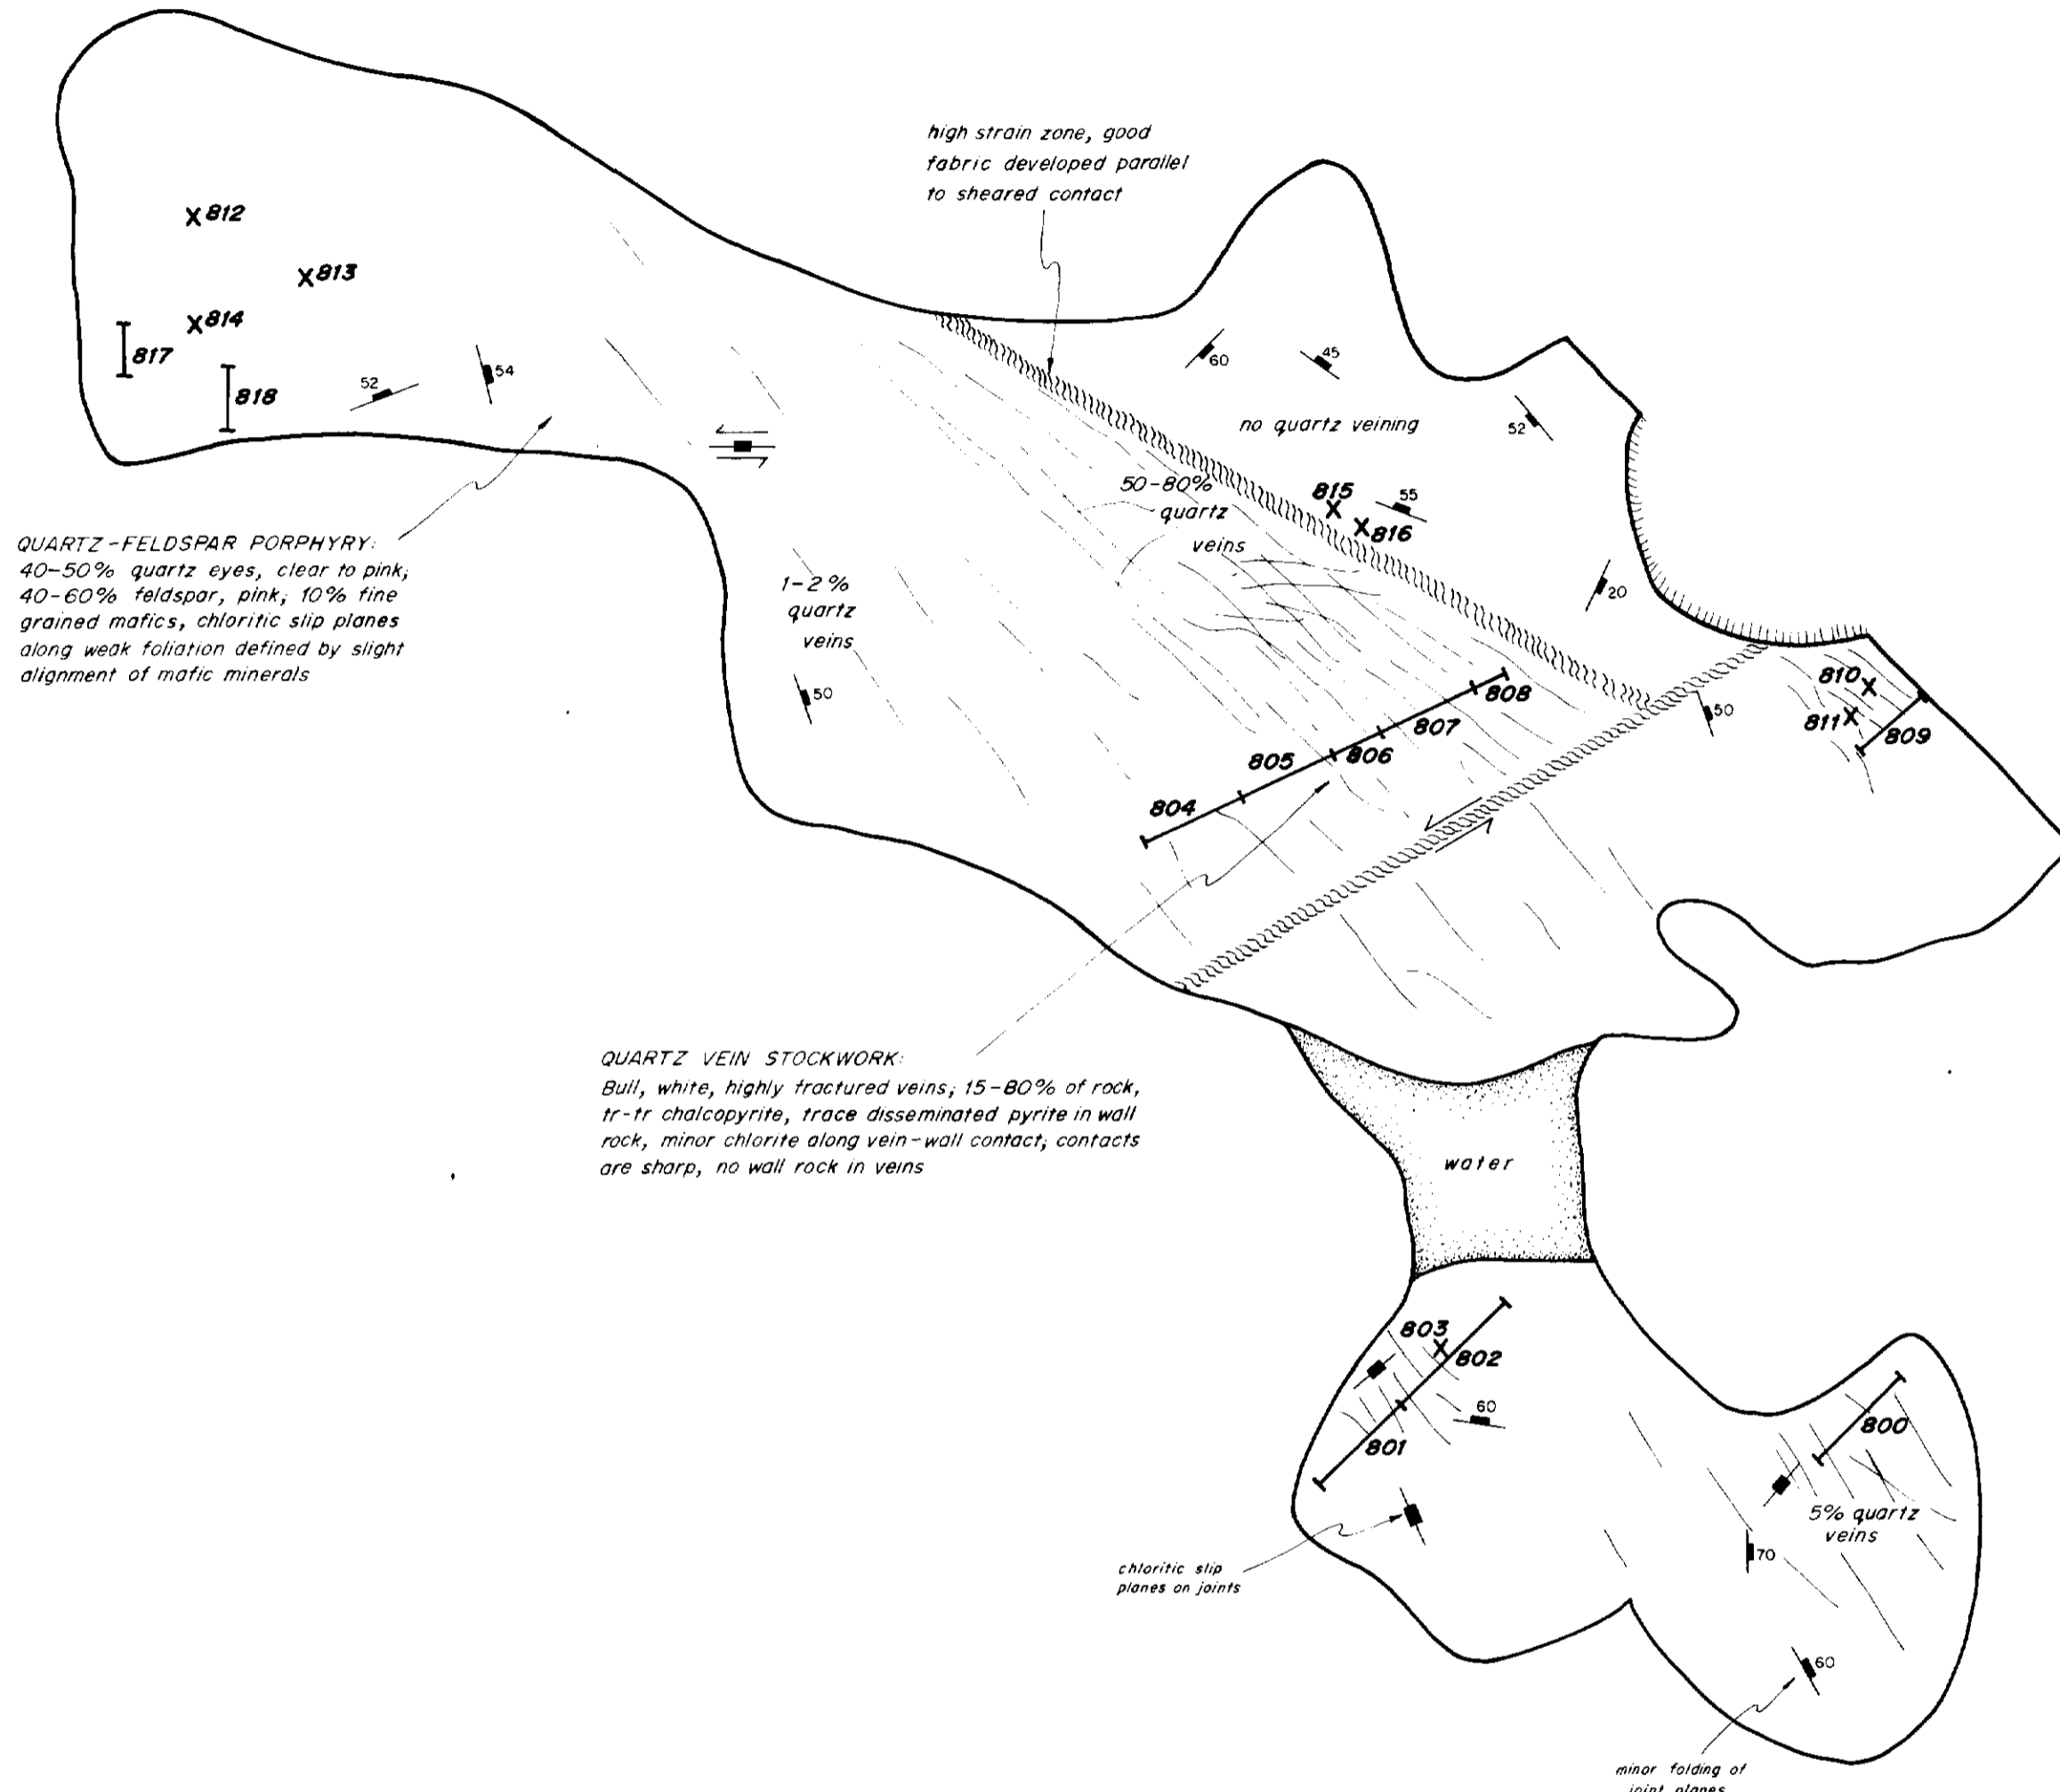 high strain zone, good
fabric developed parallel
to sheared contact
812
813
814
817
818
52
54
60
45
52
no quartz veining
50-80%
quartz
veins
815
55
816
20
QUARTZ-FELDSPAR PORPHYRY:
40-50% quartz eyes, clear to pink;
40-60% feldspar, pink; 10% fine
grained mafics, chloritic slip planes
along weak foliation defined by slight
alignment of mafic minerals
1-2%
quartz
veins
50
810
811
809
50
808
807
806
805
804
QUARTZ VEIN STOCKWORK:
Bull, white, highly fractured veins; 15-80% of rock,
tr-tr chalcopyrite, trace disseminated pyrite in wall
rock, minor chlorite along vein-wall contact; contacts
are sharp, no wall rock in veins
water
803
802
60
801
800
5% quartz
veins
70
chloritic slip
planes on joints
60
minor folding of
joint planes